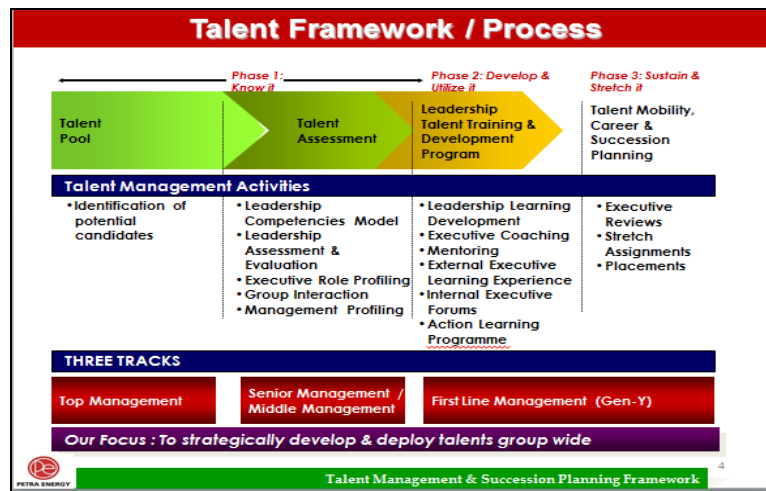 Talent Framework / Process
Phase 1:
Know it
Phase 2: Develop &
Utilize it
Phase 3: Sustain &
Stretch it
Talent
Pool
Talent
Assessment
Leadership
Talent Training &
Development
Program
Talent Mobility,
Career &
Succession
Planning
Talent Management Activities
•Identification of
potential
candidates
•Leadership
Competencies Model
•Leadership
Assessment &
Evaluation
•Executive Role Profiling
•Group Interaction
•Management Profiling
•Leadership Learning
Development
•Executive Coaching
•Mentoring
•External Executive
Learning Experience
•Internal Executive
Forums
•Action Learning
Programme
•Executive
Reviews
•Stretch
Assignments
•Placements
THREE TRACKS
Top Management
Senior Management /
Middle Management
First Line Management (Gen-Y)
Our Focus : To strategically develop & deploy talents group wide
4
PETRA ENERGY
Talent Management & Succession Planning Framework